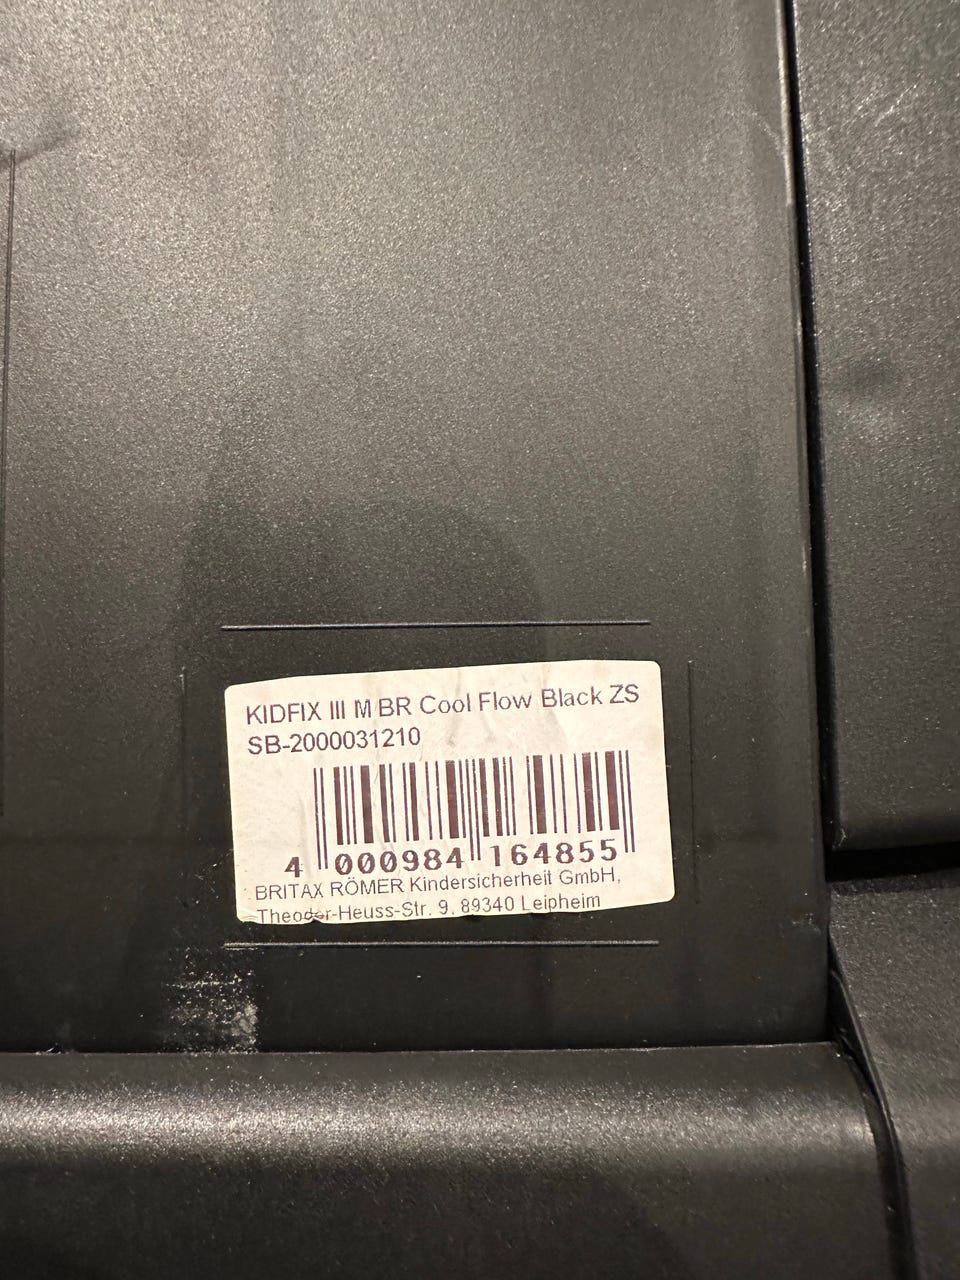 KIDFIX III M BR Cool Flow Black ZS
SB-2000031210
4 000984 164855
BRITAX RÖMER Kindersicherheit GmbH,
Theodor-Heuss-Str. 9, 89340 Leipheim